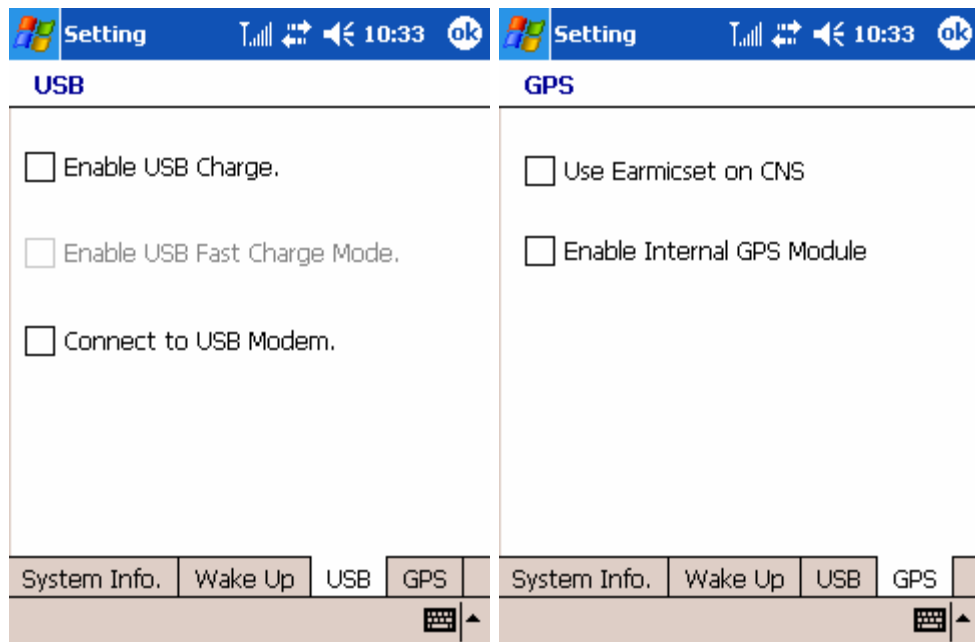 Setting 10:33 ok
USB
Enable USB Charge.
Enable USB Fast Charge Mode.
Connect to USB Modem.
System Info. Wake Up USB GPS
Setting 10:33 ok
GPS
Use Earmicset on CNS
Enable Internal GPS Module
System Info. Wake Up USB GPS